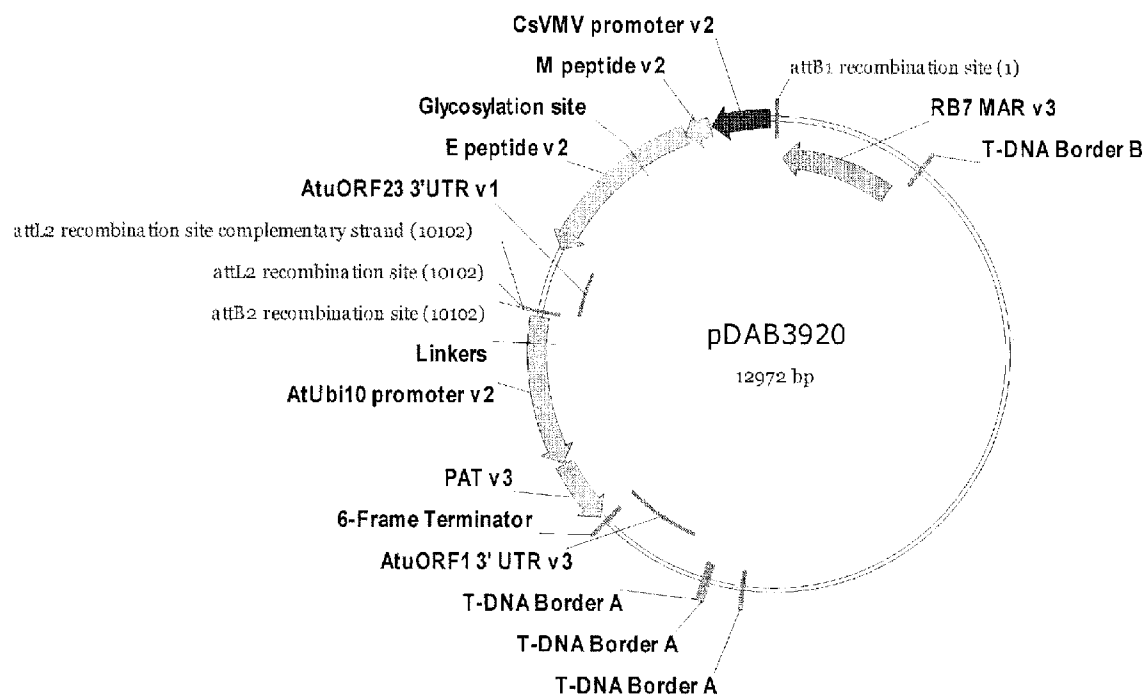 CsVMV promoter v2
M peptide v2
attB1 recombination site (1)
Glycosylation site
RB7 MAR v3
E peptide v2
T-DNA Border B
AtuORF23 3'UTR v1
attL2 recombination site complementary strand (10102)
attL2 recombination site (10102)
attB2 recombination site (10102)
pDAB3920
Linkers
12972 bp
AtUbi10 promoter v2
PAT v3
6-Frame Terminator
AtuORF1 3' UTR v3
T-DNA Border A
T-DNA Border A
T-DNA Border A